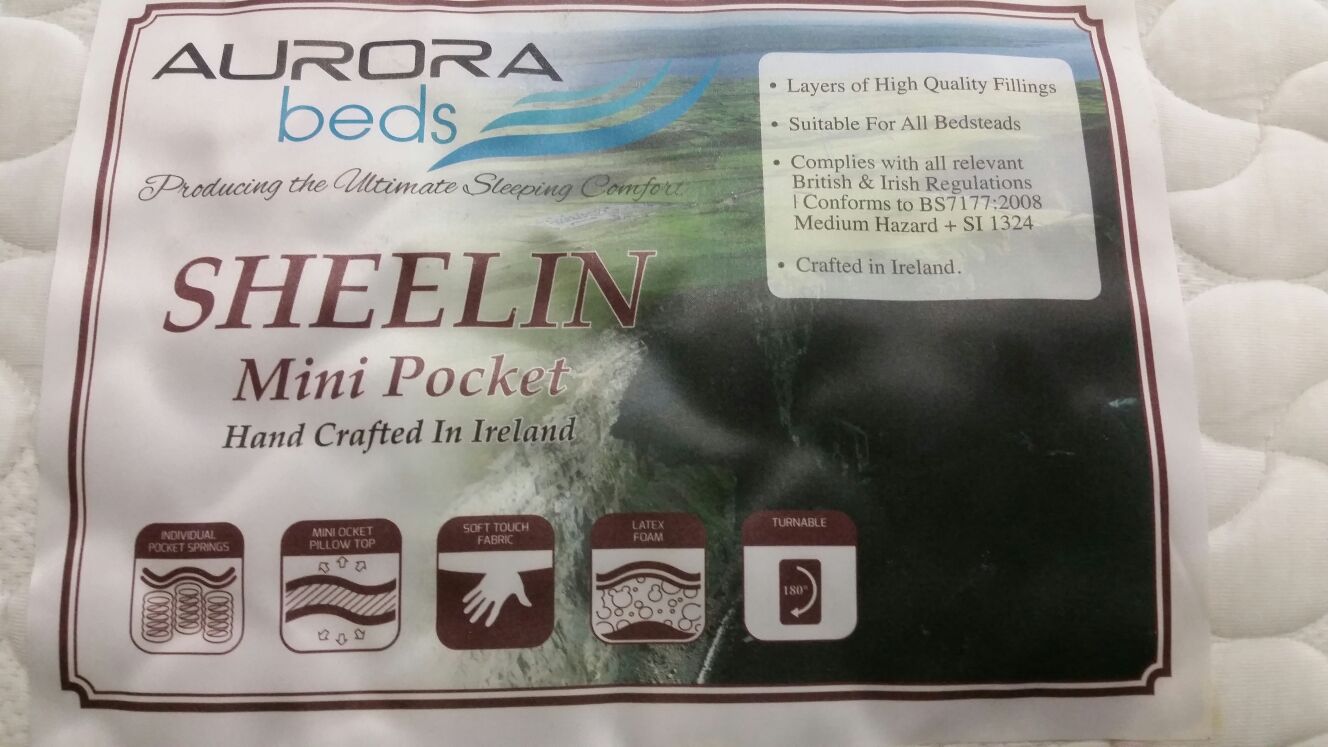 AURORA
beds
Producing the Ultimate Sleeping Comfort.
SHEELIN
Mini Pocket
Hand Crafted In Ireland
• Layers of High Quality Fillings
• Suitable For All Bedsteads
• Complies with all relevant
British & Irish Regulations
| Conforms to BS7177:2008
Medium Hazard + SI 1324
• Crafted in Ireland.
INDIVIDUAL
POCKET SPRINGS
MINI OCKET
PILLOW TOP
SOFT TOUCH
FABRIC
LATEX
FOAM
TURNABLE
180°